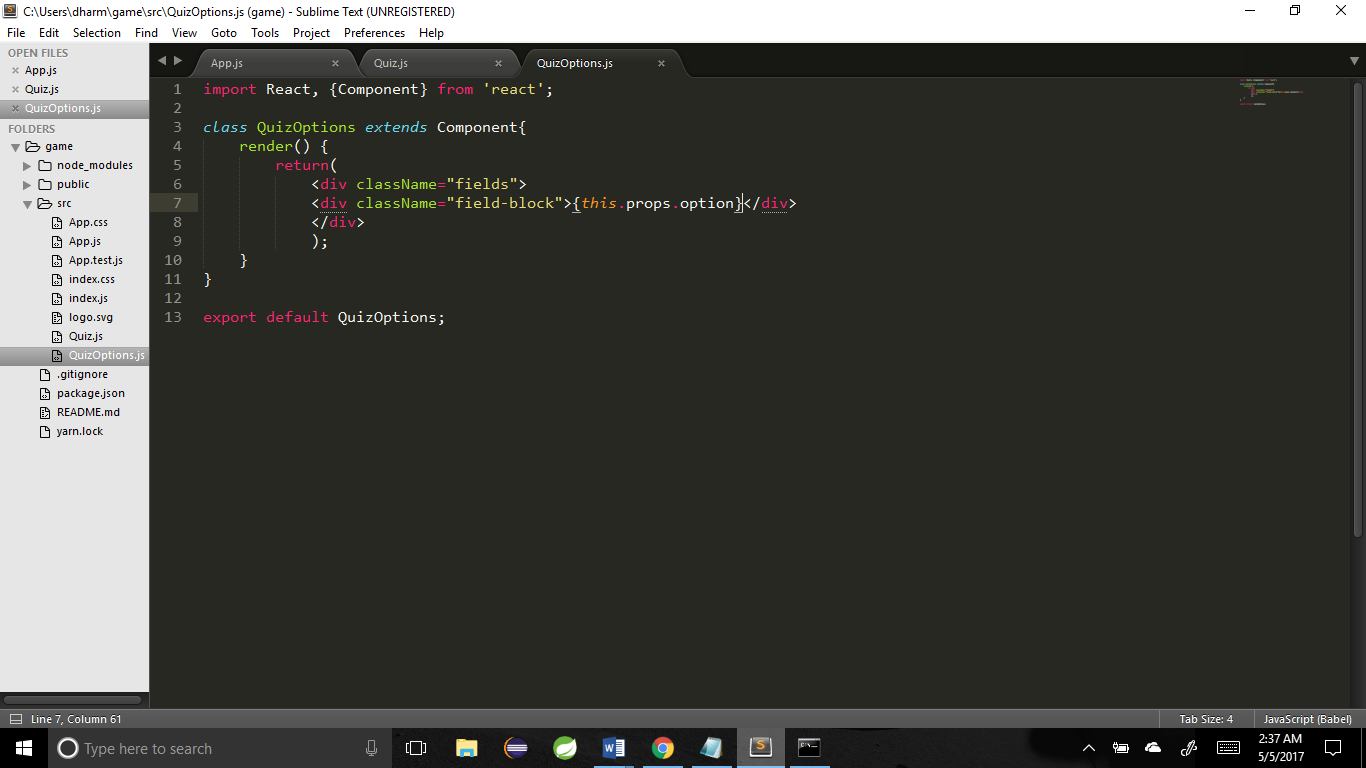 C:\Users\dharm\game\src\QuizOptions.js (game) - Sublime Text (UNREGISTERED)
File Edit Selection Find View Goto Tools Project Preferences Help
OPEN FILES
App.js
Quiz.js
QuizOptions.js
FOLDERS
game
node_modules
public
src
App.css
App.js
App.test.js
index.css
index.js
logo.svg
Quiz.js
QuizOptions.js
.gitignore
package.json
README.md
yarn.lock
App.js Quiz.js QuizOptions.js
1 import React, {Component} from 'react';
2
3 class QuizOptions extends Component{
4 render() {
5 return(
6 <div className="fields">
7 <div className="field-block">{this.props.option}</div>
8 </div>
9 );
10 }
11 }
12
13 export default QuizOptions;
Line 7, Column 61 Tab Size: 4 JavaScript (Babel)
Type here to search
2:37 AM
5/5/2017